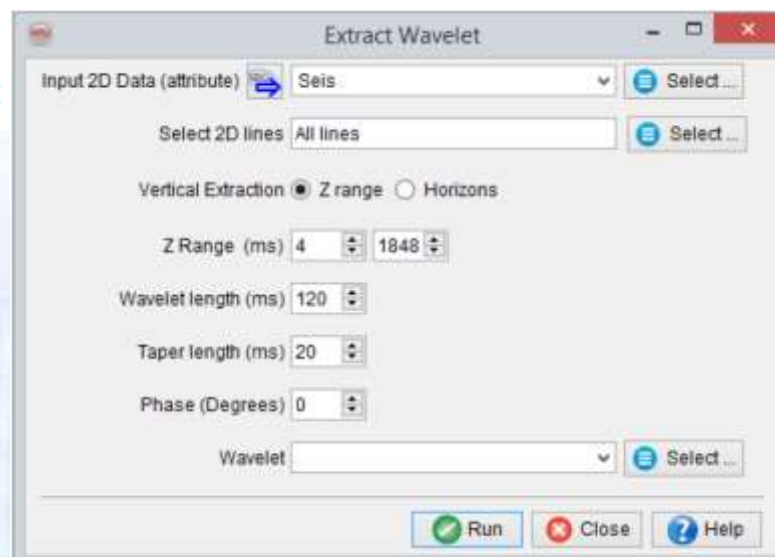 Extract Wavelet
Input 2D Data (attribute) Seis Select ...
Select 2D lines All lines Select ...
Vertical Extraction Z range Horizons
Z Range (ms) 4 1848
Wavelet length (ms) 120
Taper length (ms) 20
Phase (Degrees) 0
Wavelet Select ...
Run Close Help